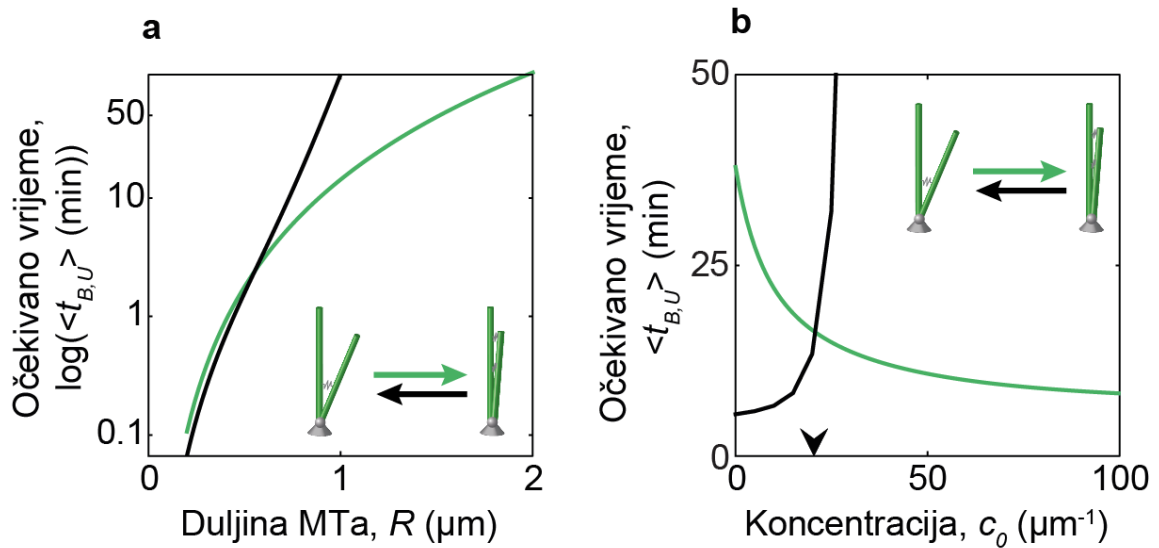 a
Očekivano vrijeme,
log(<t_B,U> (min))
50
10
1
0.1
0
1
2
Duljina MTa, R (μm)
b
Očekivano vrijeme,
<t_B,U> (min)
50
25
0
0
50
100
Koncentracija, c₀ (μm⁻¹)